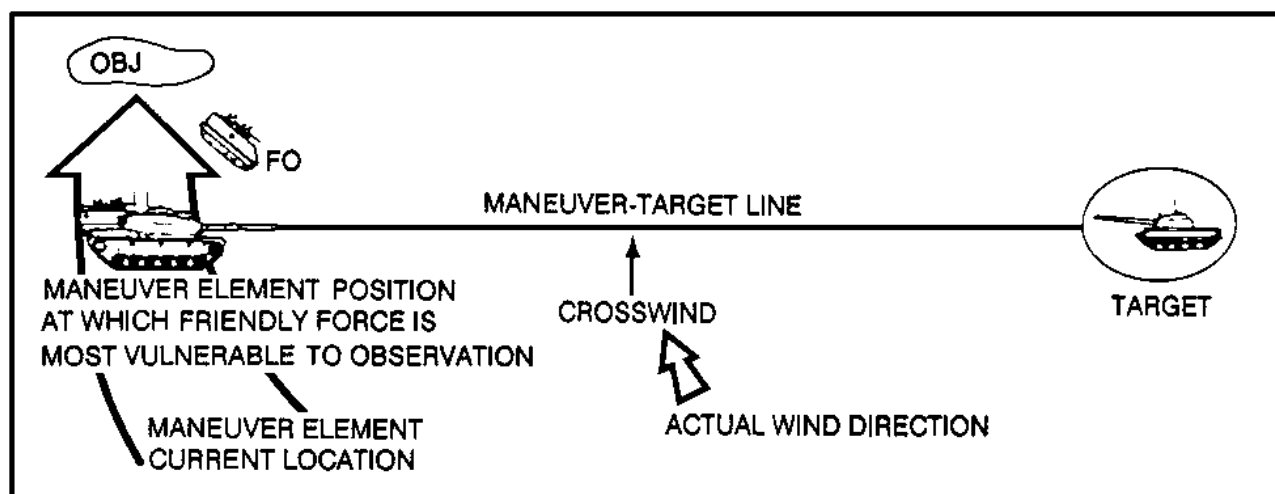 OBJ
FO
MANEUVER-TARGET LINE
MANEUVER ELEMENT POSITION
AT WHICH FRIENDLY FORCE IS
MOST VULNERABLE TO OBSERVATION
CROSSWIND
TARGET
MANEUVER ELEMENT
CURRENT LOCATION
ACTUAL WIND DIRECTION